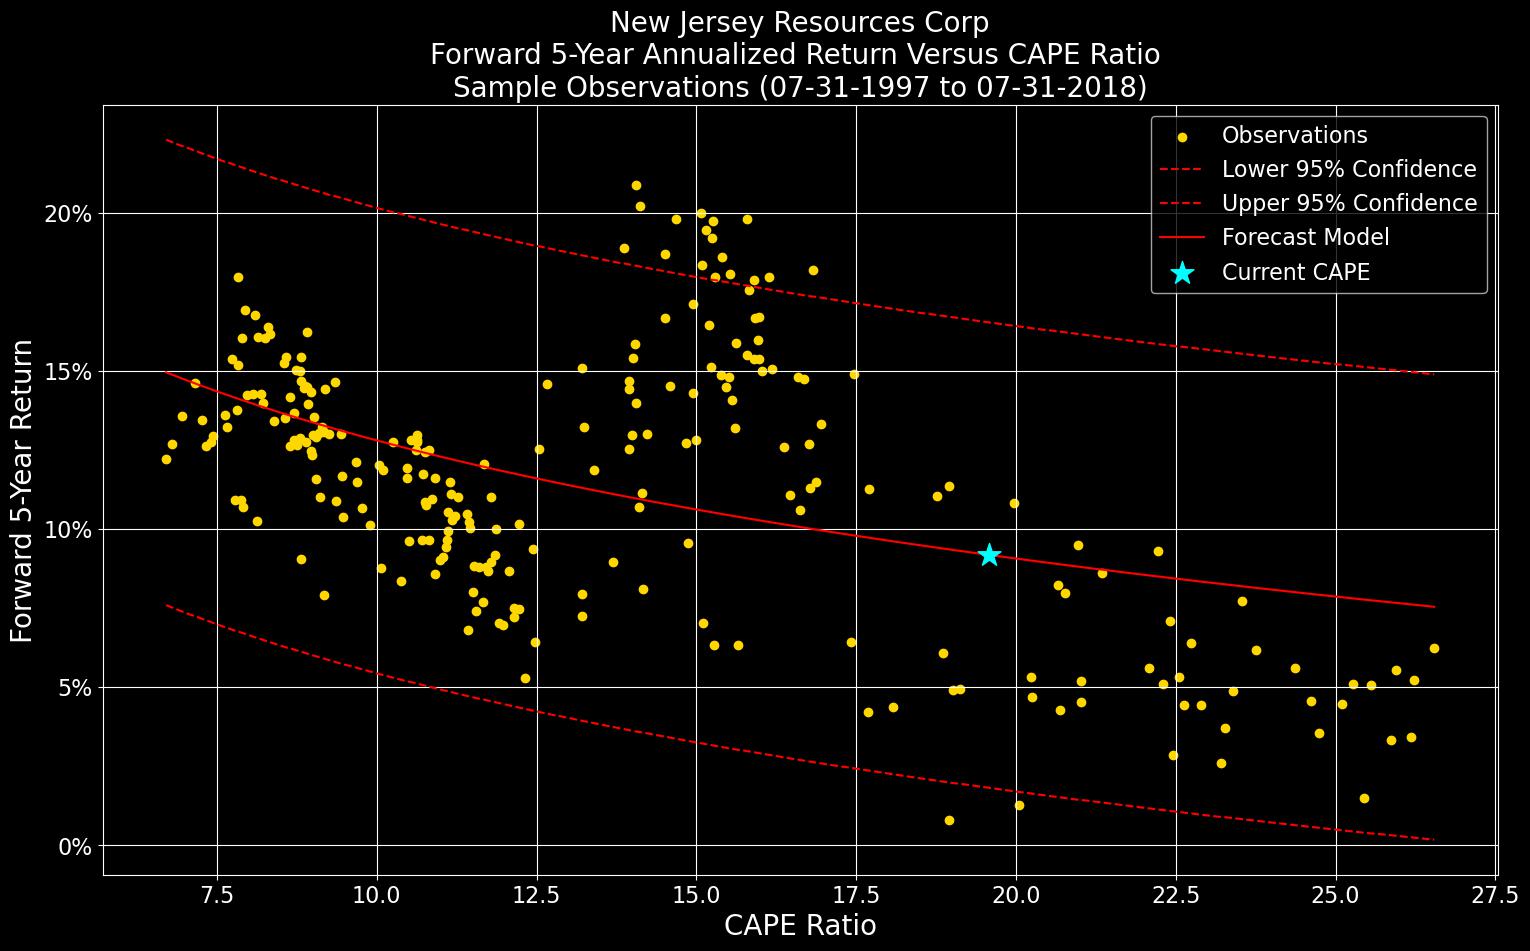 New Jersey Resources Corp
Forward 5-Year Annualized Return Versus CAPE Ratio
Sample Observations (07-31-1997 to 07-31-2018)
Observations
Lower 95% Confidence
Upper 95% Confidence
Forecast Model
Current CAPE
Forward 5-Year Return
20%
15%
10%
5%
0%
7.5 10.0 12.5 15.0 17.5 20.0 22.5 25.0 27.5
CAPE Ratio